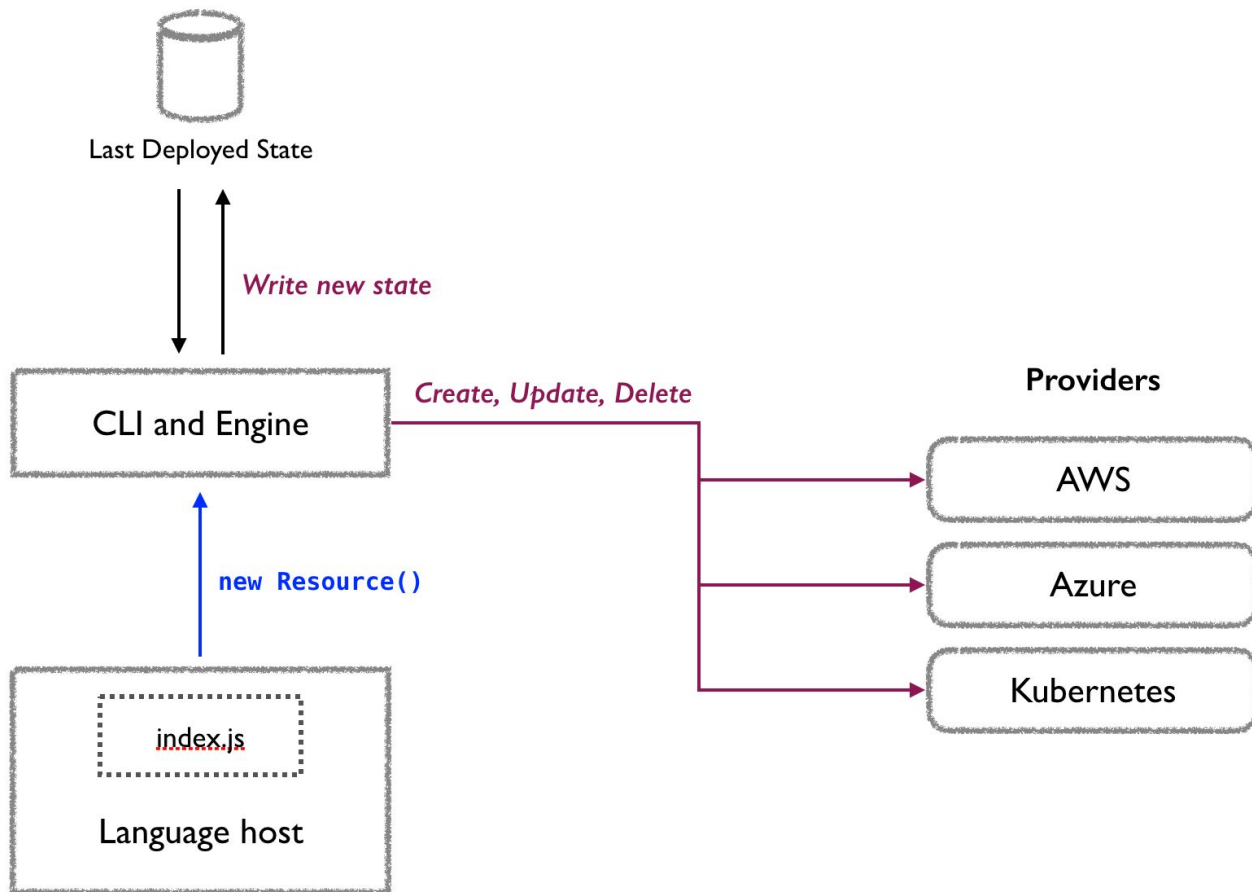 Last Deployed State
Write new state
CLI and Engine
Create, Update, Delete
Providers
AWS
Azure
Kubernetes
new Resource()
index.js
Language host